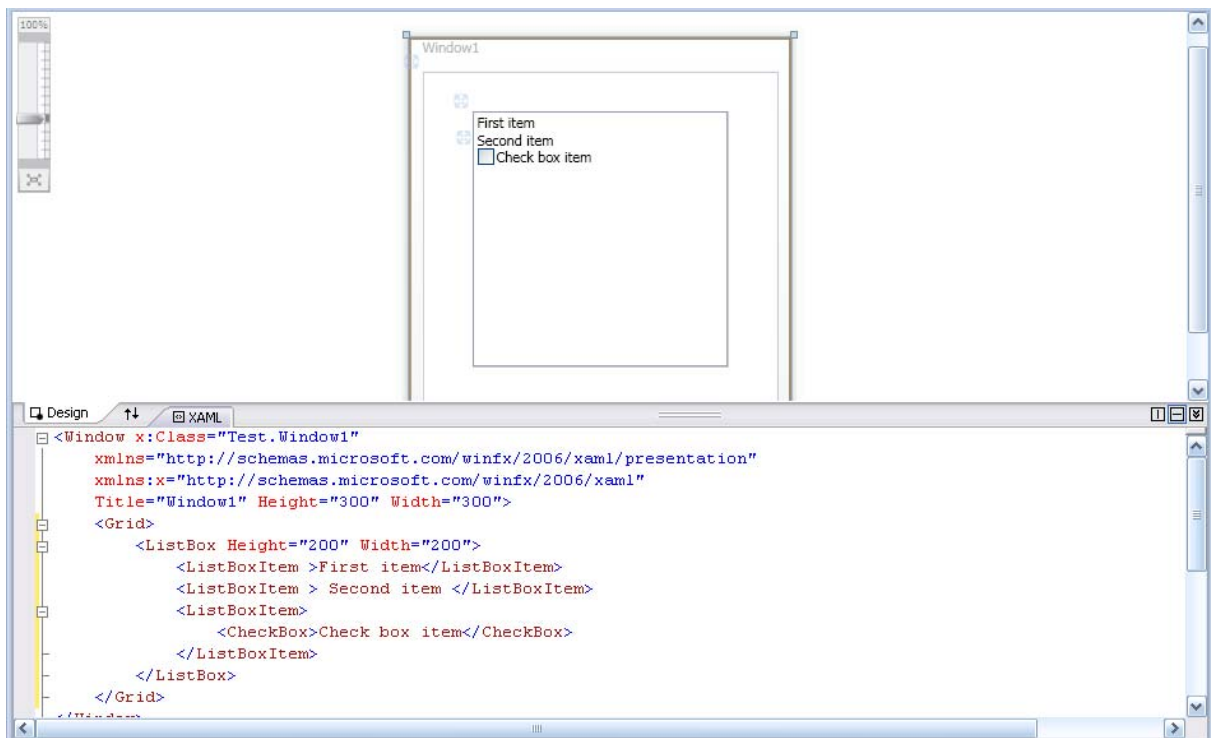 100%
Window1
First item
Second item
Check box item
Design
XAML
<Window x:Class="Test.Window1"
xmlns="http://schemas.microsoft.com/winfx/2006/xaml/presentation"
xmlns:x="http://schemas.microsoft.com/winfx/2006/xaml"
Title="Window1" Height="300" Width="300">
<Grid>
<ListBox Height="200" Width="200">
<ListBoxItem >First item</ListBoxItem>
<ListBoxItem > Second item </ListBoxItem>
<ListBoxItem>
<CheckBox>Check box item</CheckBox>
</ListBoxItem>
</ListBox>
</Grid>